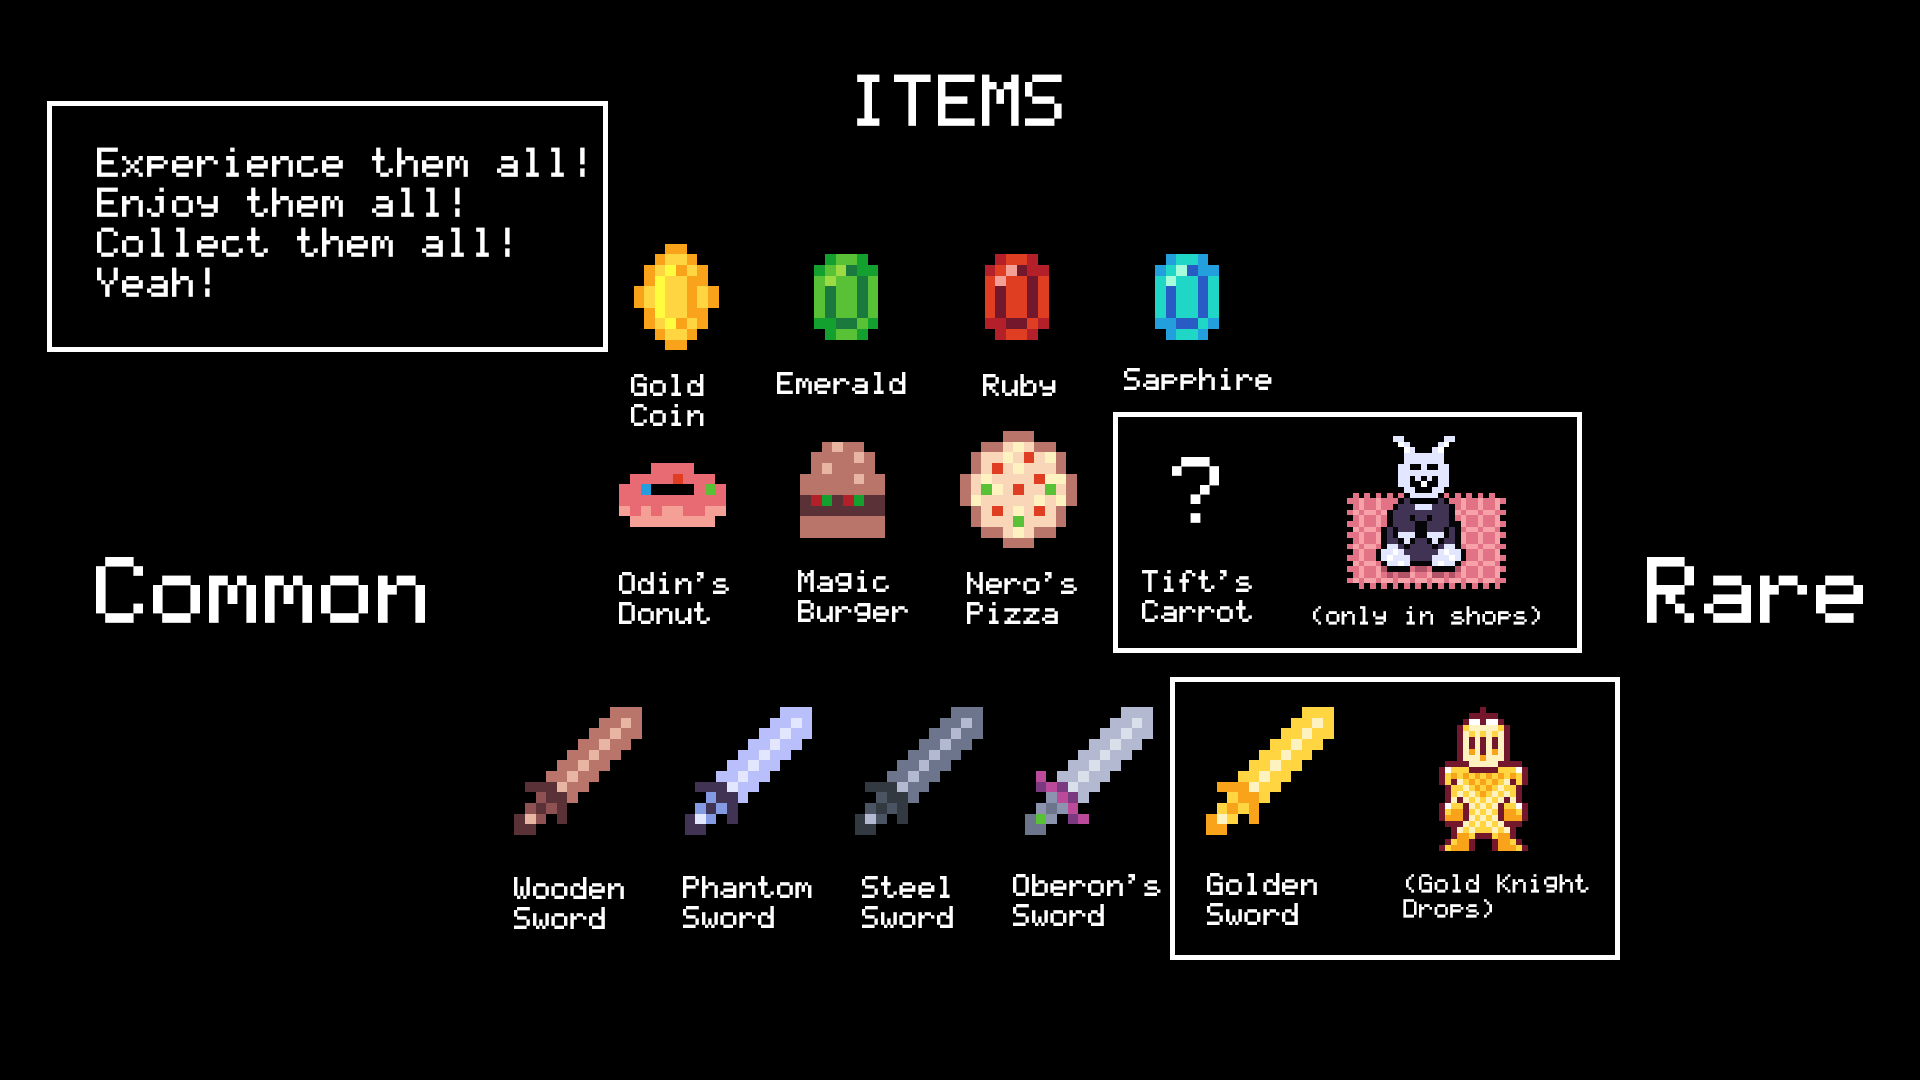 ITEMS
Experience them all!
Enjoy them all!
Collect them all!
Yeah!
Gold
Coin
Emerald
Ruby
Sapphire
?
Odin's
Donut
Magic
Burger
Nero's
Pizza
Tift's
Carrot
(only in shops)
Common
Rare
Wooden
Sword
Phantom
Sword
Steel
Sword
Oberon's
Sword
Golden
Sword
(Gold Knight
Drops)